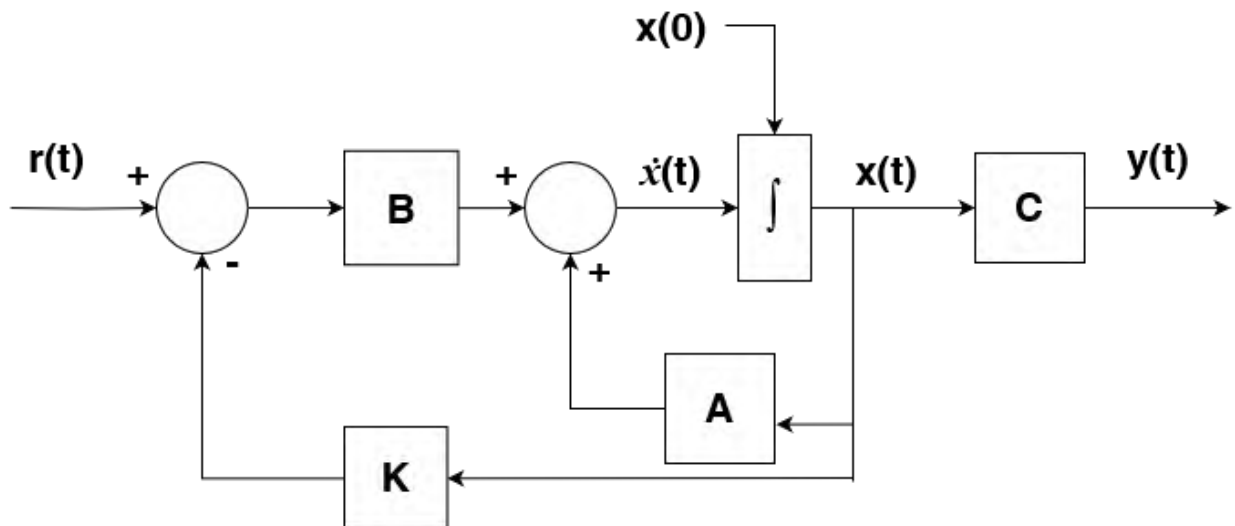 x(0)
r(t)
+
-
B
+
+
ẋ(t)
∫
x(t)
C
y(t)
A
K